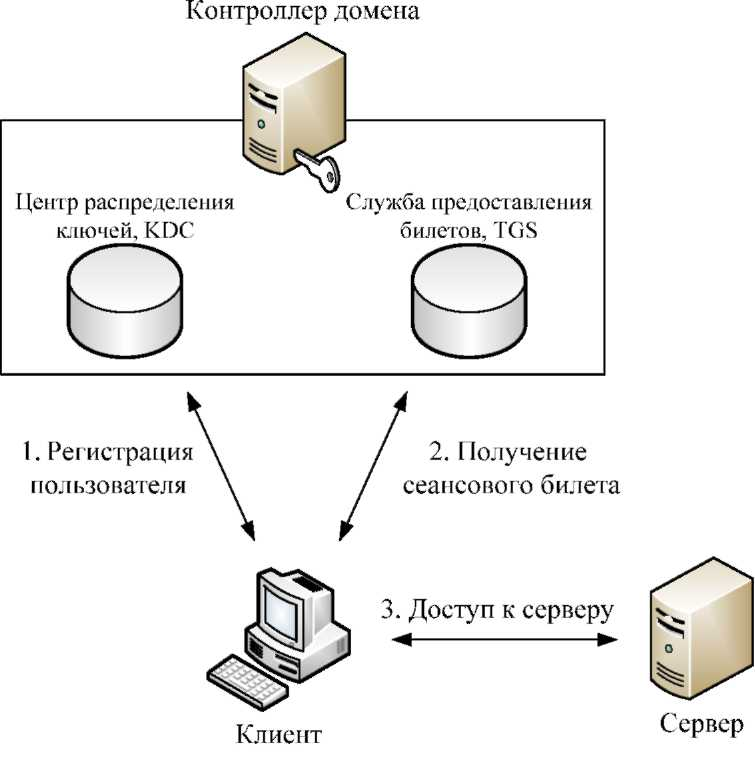 Контроллер домена
Центр распределения
ключей, KDC
Служба предоставления
билетов, TGS
1. Регистрация
пользователя
2. Получение
сеансового билета
3. Доступ к серверу
Клиент
Сервер